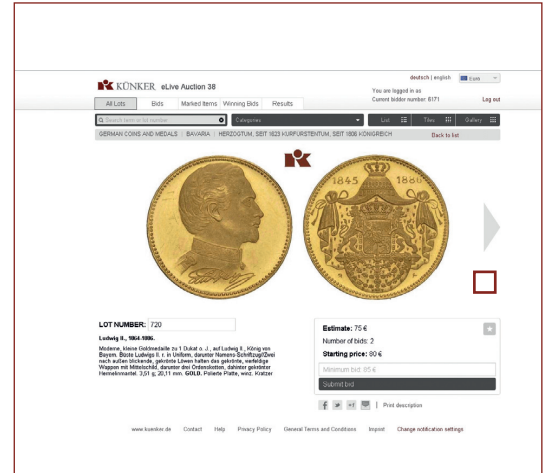 deutsch | english
Euro
KÜNKER eLive Auction 38
You are logged in as
Current bidder number: 6171
Log out
All Lots
Bids
Marked Items
Winning Bids
Results
Search term or lot number
Categories
List
Tiles
Gallery
GERMAN COINS AND MEDALS | BAVARIA | HERZOGTUM, SEIT 1623 KURFÜRSTENTUM, SEIT 1806 KÖNIGREICH
Back to list
1845 1886
LOT NUMBER: 720
Ludwig II., 1864-1886.
Moderne, kleine Goldmedaille zu 1 Dukat o. J., auf Ludwig II., König von
Bayern. Büste Ludwigs II. r. in Uniform, darunter Namens-Schriftzug//Zwei
nach außen blickende, gekrönte Löwen halten das gekrönte, vierfeldige
Wappen mit Mittelschild, darunter drei Ordensketten, dahinter gekrönter
Hermelinmantel. 3,51 g; 20,11 mm. GOLD. Polierte Platte, winz. Kratzer
Estimate: 75 €
Number of bids: 2
Starting price: 80 €
Minimum bid: 85 €
Submit bid
Print description
www.kuenker.de
Contact
Help
Privacy Policy
General Terms and Conditions
Imprint
Change notification settings